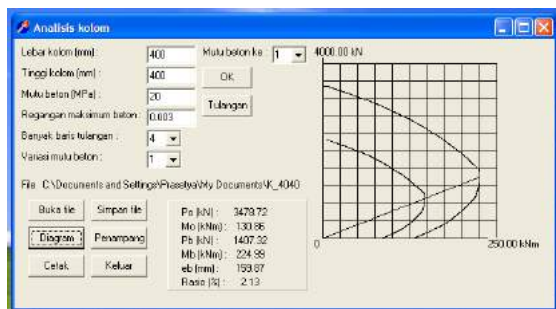 Analisis kolom
Lebar kolom (mm): 400 Mutu beton ke : 1 4000.00 kN
Tinggi kolom (mm): 400 OK
Mutu beton (MPa): 20
Regangan maksimum beton : 0.003 Tulangan
Banyak baris tulangan : 4
Variasi mutu beton : 1
File C:\Documents and Settings\Prasetya\My Documents\K_4040
Buka file Simpan file Po (kN) : 3479.72
Mo (kNm) : 130.86
Diagram Penampang Pb (kN) : 1407.32
Mb (kNm) : 224.99
Cetak Keluar eb (mm) : 159.87
Rasio (%) : 2.13
0 250.00 kNm